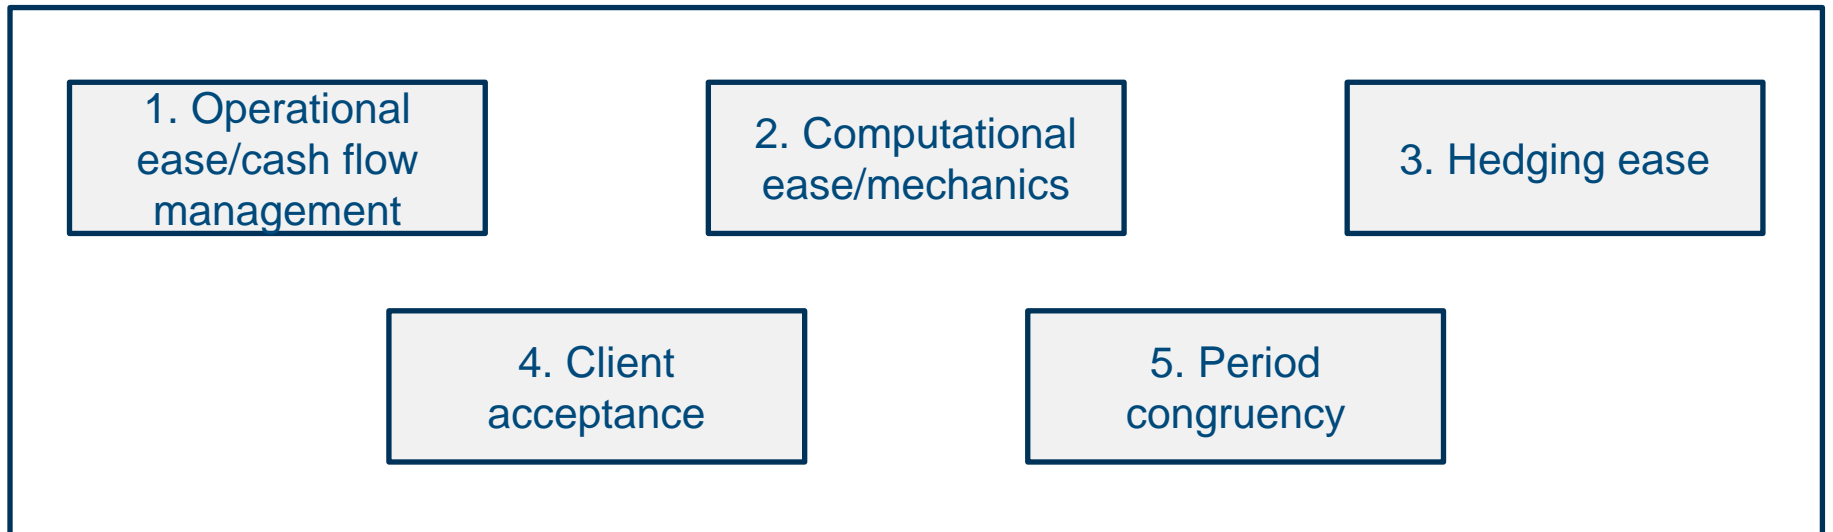 1. Operational
ease/cash flow
management
2. Computational
ease/mechanics
3. Hedging ease
4. Client
acceptance
5. Period
congruency